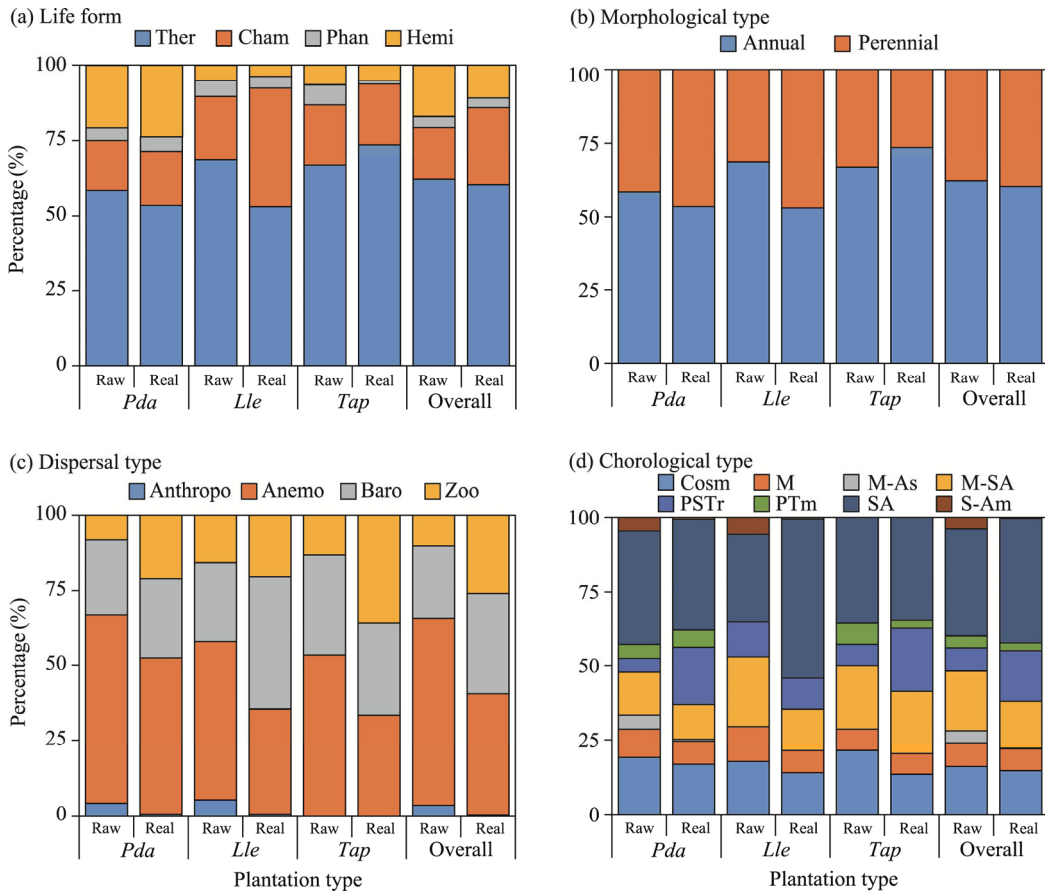 (a) Life form
Ther Cham Phan Hemi
Percentage (%)
100
75
50
25
0
Raw Real Raw Real Raw Real Raw Real
Pda Lle Tap Overall
(b) Morphological type
Annual Perennial
100
75
50
25
0
Raw Real Raw Real Raw Real Raw Real
Pda Lle Tap Overall
(c) Dispersal type
Anthropo Anemo Baro Zoo
Percentage (%)
100
75
50
25
0
Raw Real Raw Real Raw Real Raw Real
Pda Lle Tap Overall
Plantation type
(d) Chorological type
Cosm M M-As M-SA
PSTr PTm SA S-Am
100
75
50
25
0
Raw Real Raw Real Raw Real Raw Real
Pda Lle Tap Overall
Plantation type